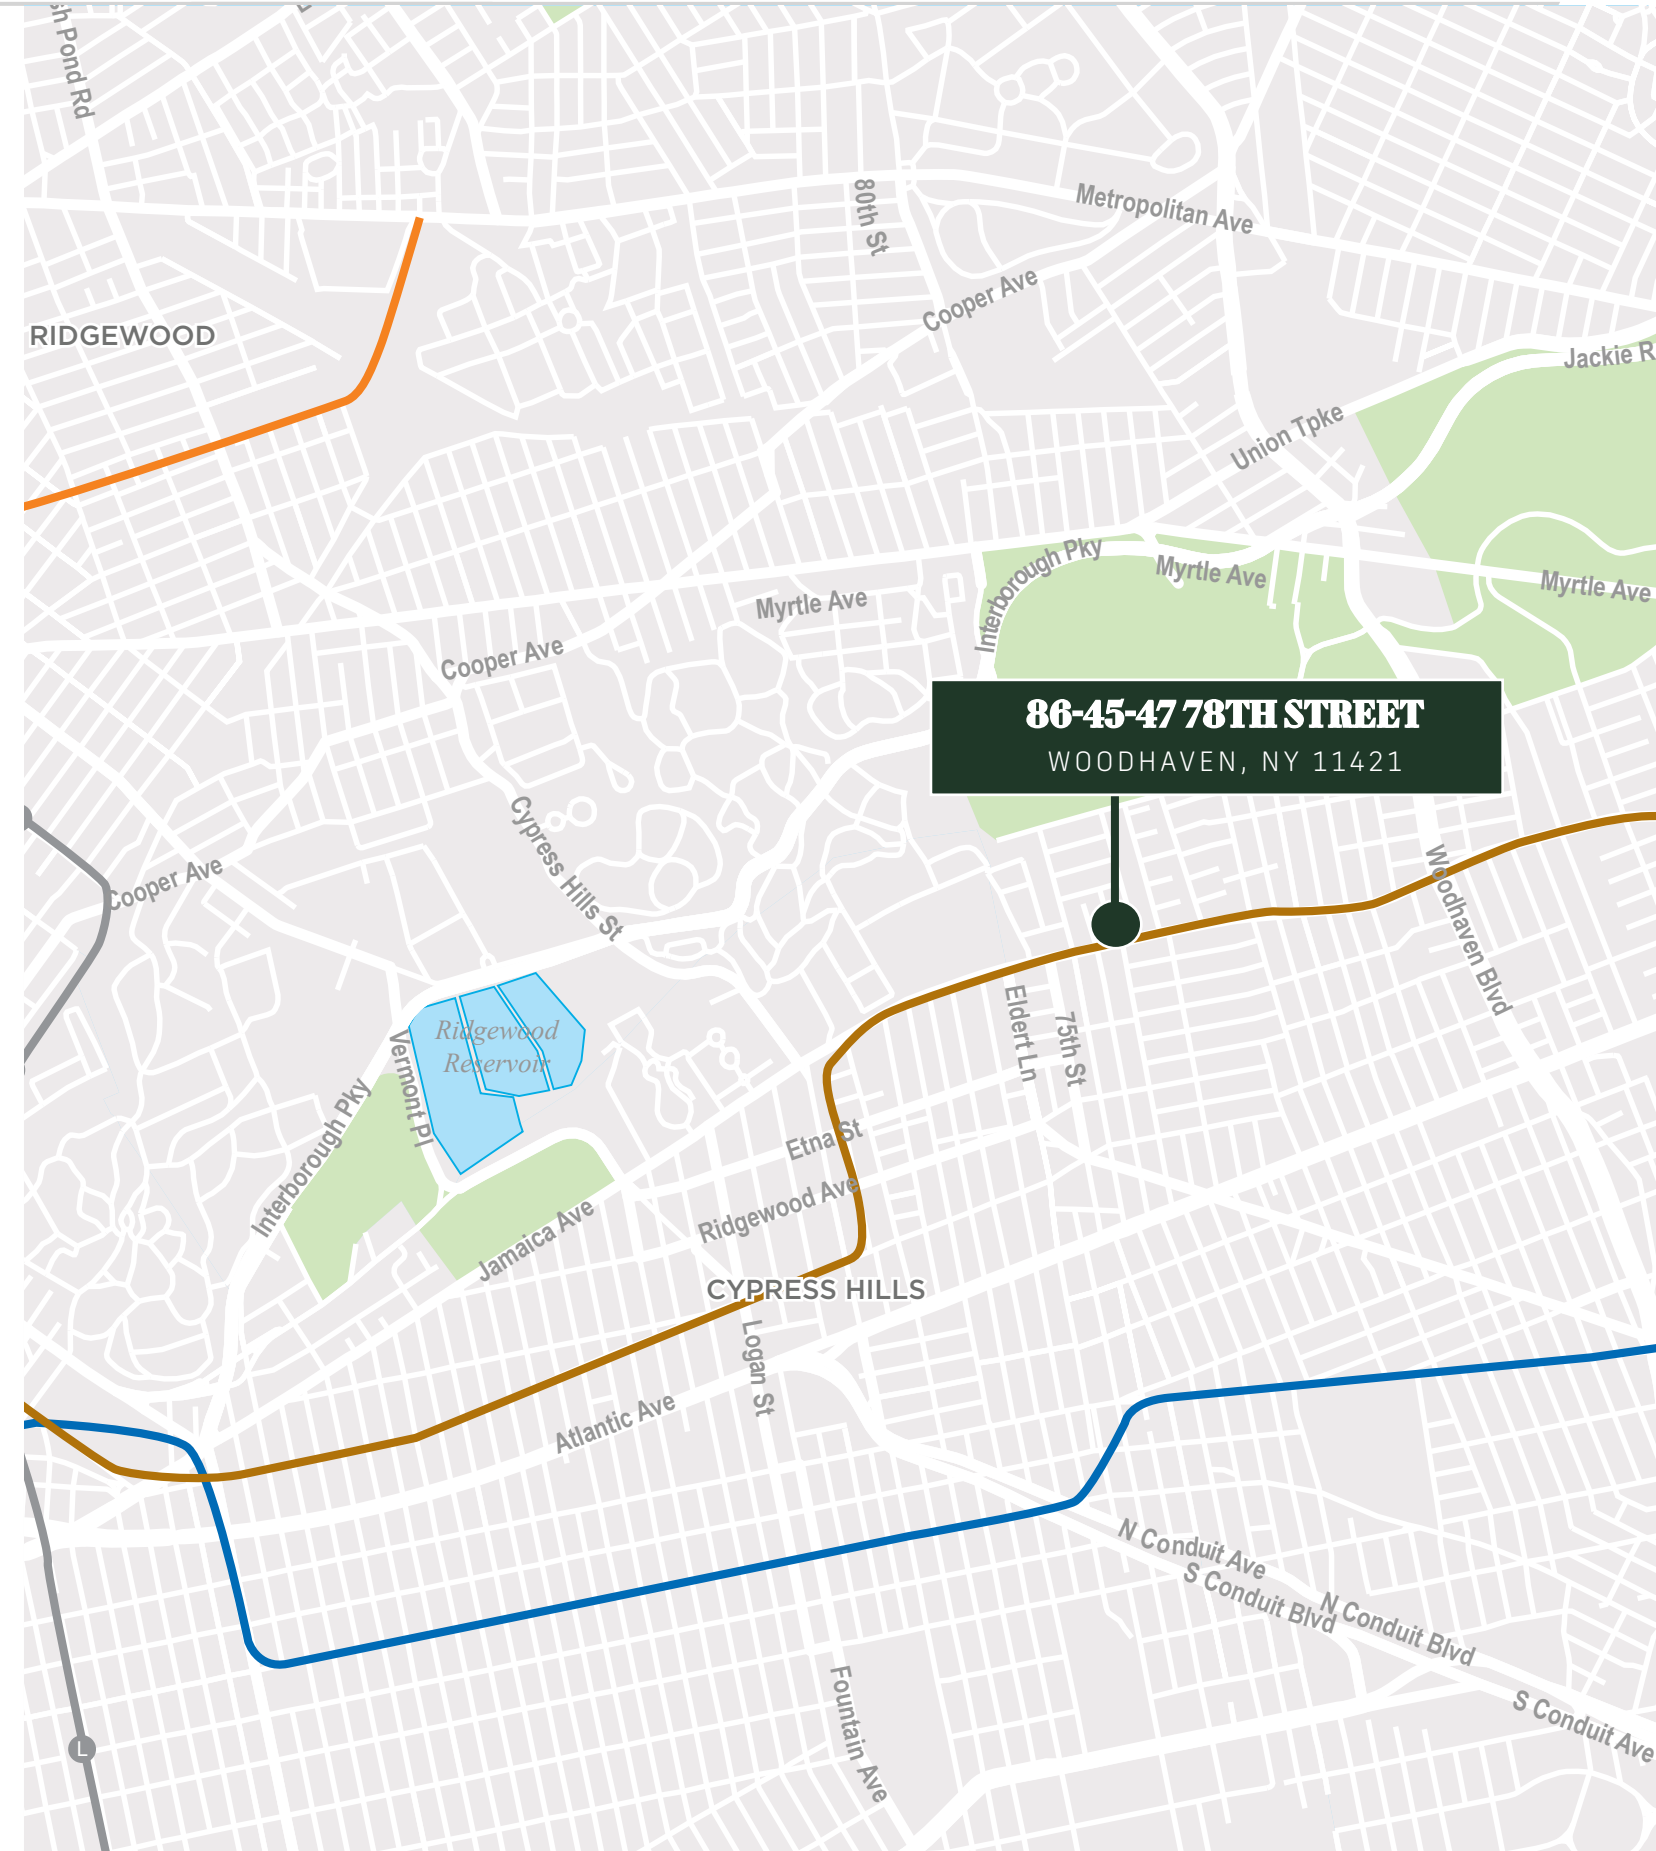 sh Pond Rd
80th St
Metropolitan Ave
Cooper Ave
RIDGEWOOD
Jackie R
Union Tpke
Interborough Pky
Myrtle Ave
Myrtle Ave
Myrtle Ave
Cooper Ave
86-45-47 78TH STREET
WOODHAVEN, NY 11421
Cypress Hills St
Cooper Ave
Woodhaven Blvd
Ridgewood
Reservoir
Vermont Pl
Eldert Ln
75th St
Interborough Pky
Etna St
Ridgewood Ave
Jamaica Ave
CYPRESS HILLS
Logan St
Atlantic Ave
N Conduit Ave
S Conduit Blvd
N Conduit Blvd
Fountain Ave
S Conduit Ave
L